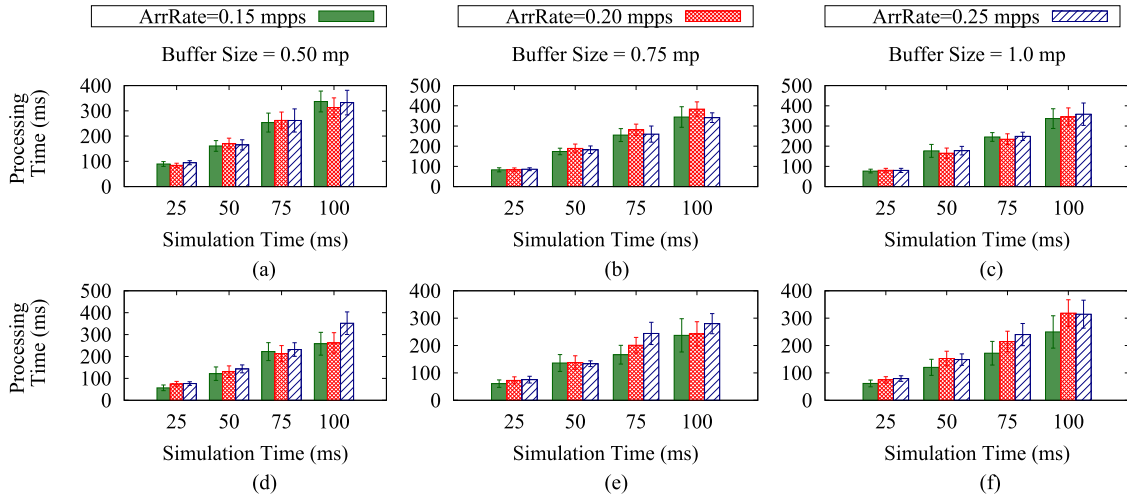 ArrRate=0.15 mpps ArrRate=0.20 mpps ArrRate=0.25 mpps
Buffer Size = 0.50 mp Buffer Size = 0.75 mp Buffer Size = 1.0 mp
Processing
Time (ms)
400
300
200
100
0
25 50 75 100
Simulation Time (ms)
(a)
500
400
300
200
100
0
25 50 75 100
Simulation Time (ms)
(b)
500
400
300
200
100
0
25 50 75 100
Simulation Time (ms)
(c)
Processing
Time (ms)
500
400
300
200
100
0
25 50 75 100
Simulation Time (ms)
(d)
400
300
200
100
0
25 50 75 100
Simulation Time (ms)
(e)
400
300
200
100
0
25 50 75 100
Simulation Time (ms)
(f)